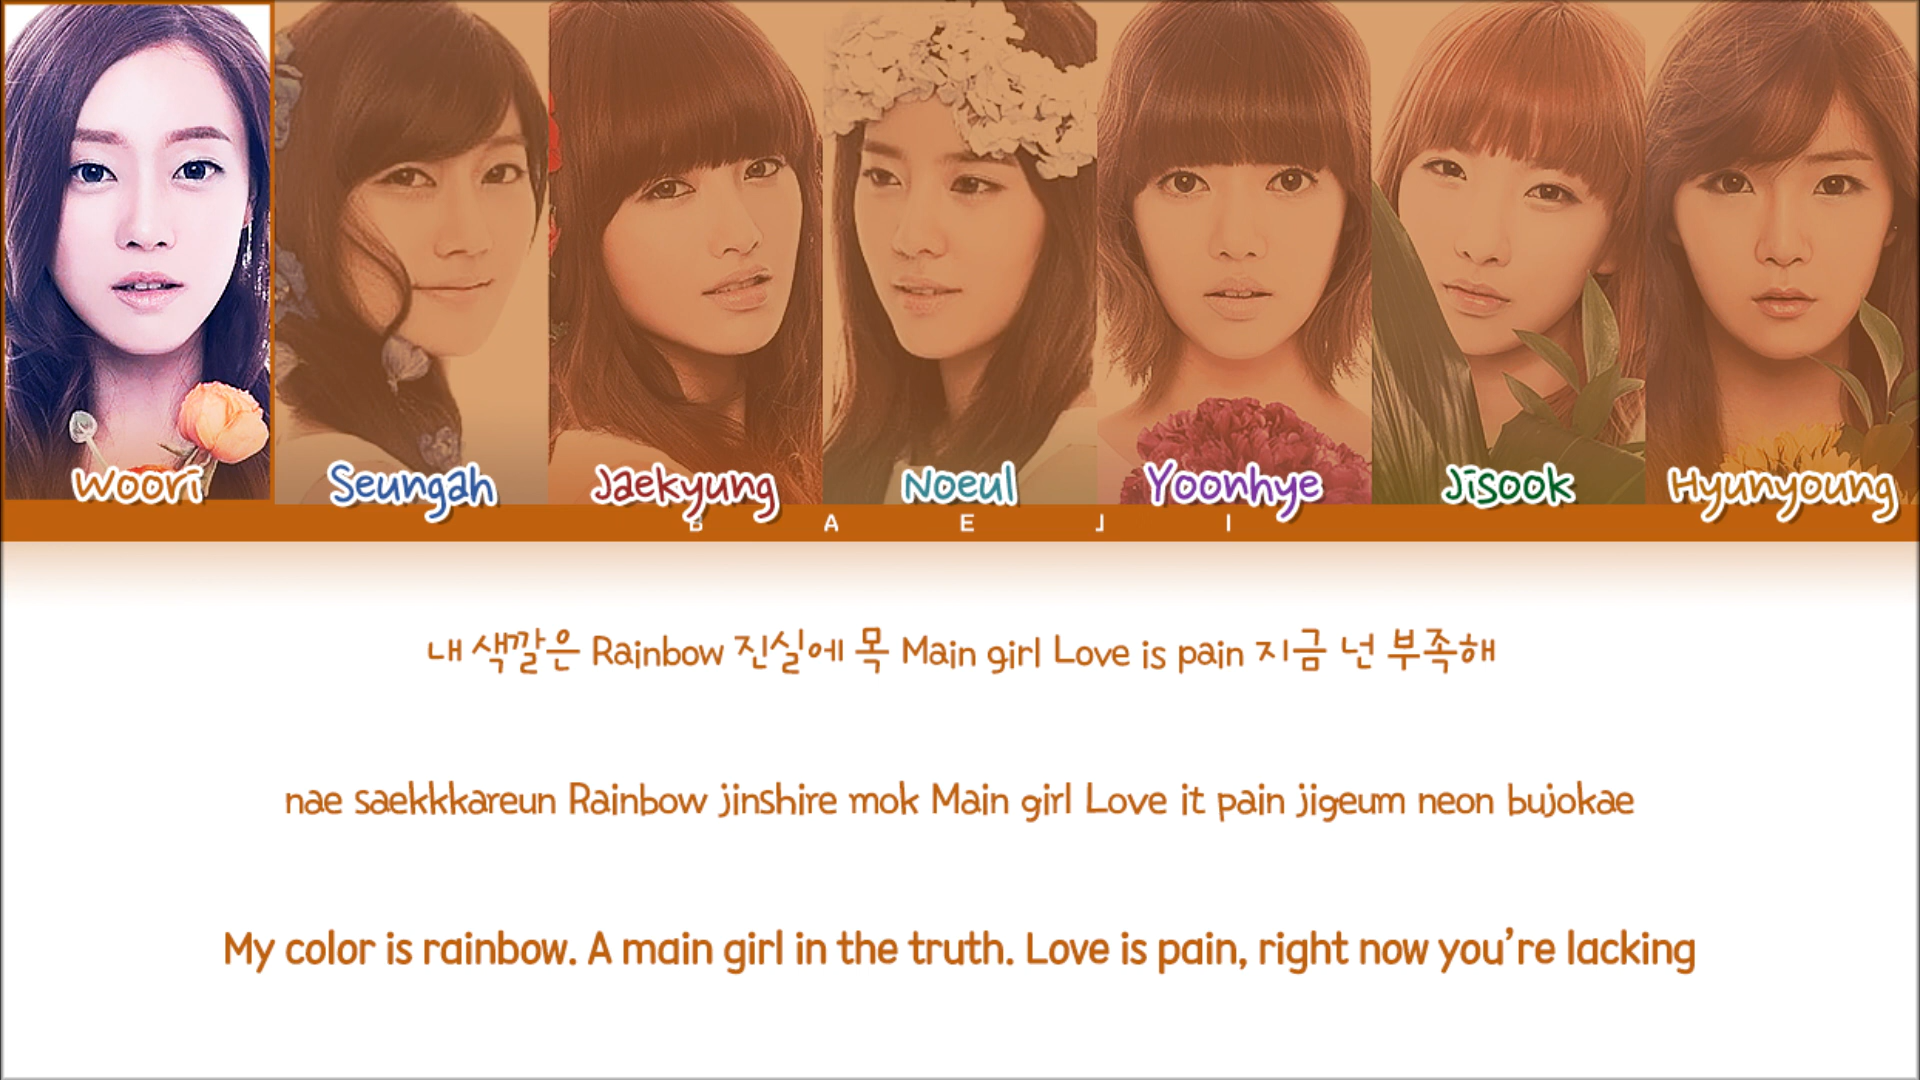 Woori Seungah Jaekyung Noeul Yoonhye Jisook Hyunyoung
B A E J I
내 색깔은 Rainbow 진실에 목 Main girl Love is pain 지금 넌 부족해
nae saekkkareun Rainbow jinshire mok Main girl Love it pain jigeum neon bujokae
My color is rainbow. A main girl in the truth. Love is pain, right now you're lacking